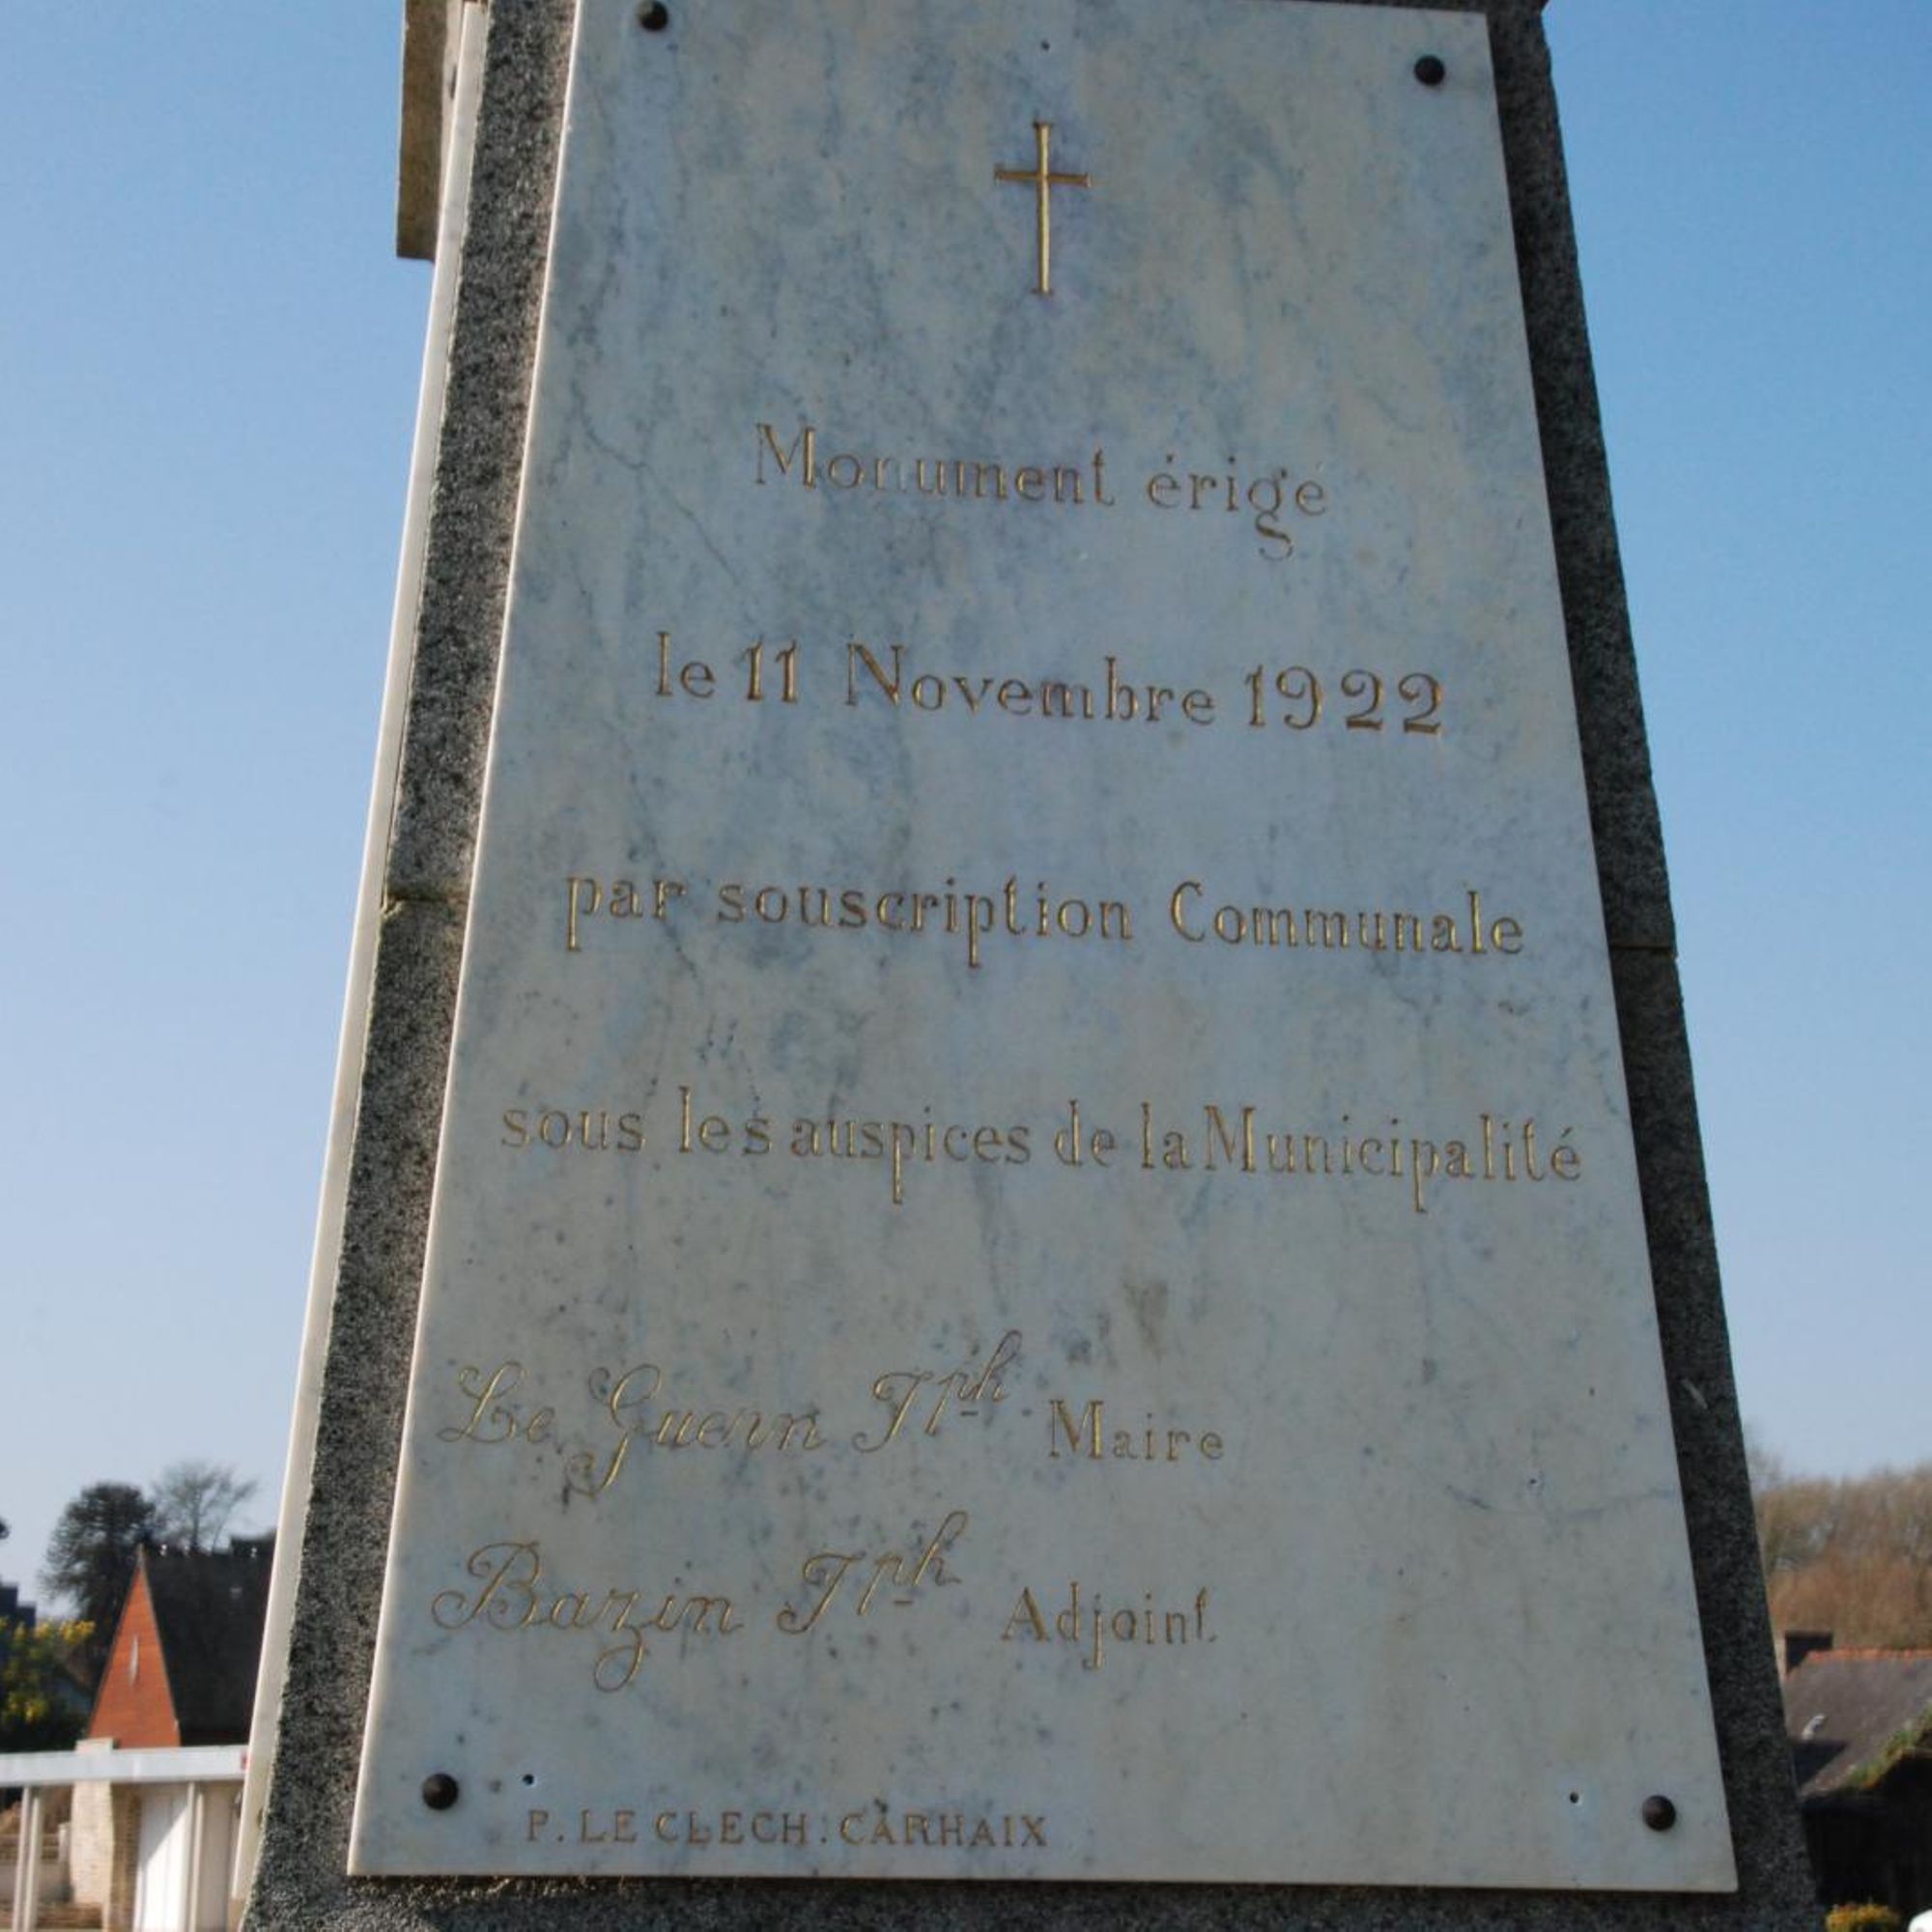 Monument érigé
le 11 Novembre 1922
par souscription Communale
sous les auspices de la Municipalité
Le Guern Jph Maire
Bazin Jph Adjoint
P. LE CLECH. CARHAIX